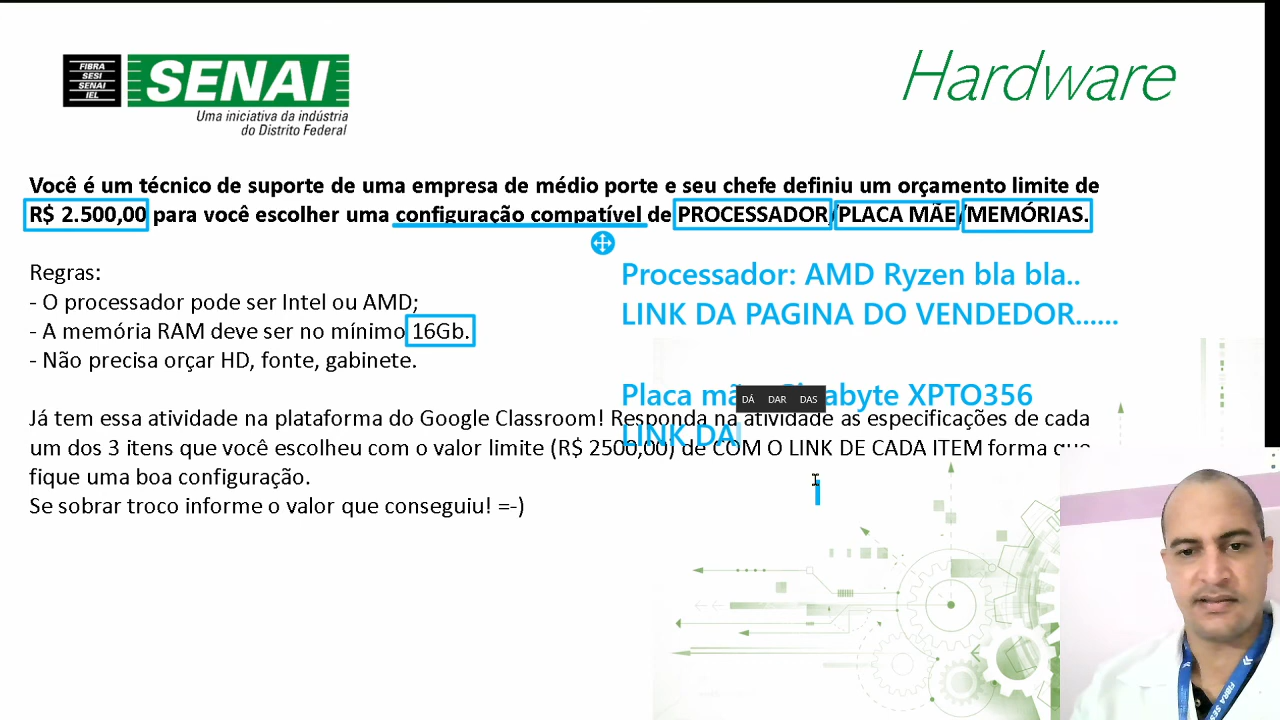 FIBRA
SESI
SENAI
IEL
SENAI
Uma iniciativa da indústria
do Distrito Federal
Hardware
Você é um técnico de suporte de uma empresa de médio porte e seu chefe definiu um orçamento limite de
R$ 2.500,00 para você escolher uma configuração compatível de PROCESSADOR/PLACA MÃE/MEMÓRIAS.
Regras:
- O processador pode ser Intel ou AMD;
- A memória RAM deve ser no mínimo 16Gb.
- Não precisa orçar HD, fonte, gabinete.
Processador: AMD Ryzen bla bla..
LINK DA PAGINA DO VENDEDOR......
Placa mãe Gigabyte XPTO356
DÁ DAR DAS
LINK DA
Já tem essa atividade na plataforma do Google Classroom! Responda na atividade as especificações de cada
um dos 3 itens que você escolheu com o valor limite (R$ 2500,00) de COM O LINK DE CADA ITEM forma que
fique uma boa configuração.
Se sobrar troco informe o valor que conseguiu! =-)
FIBRA